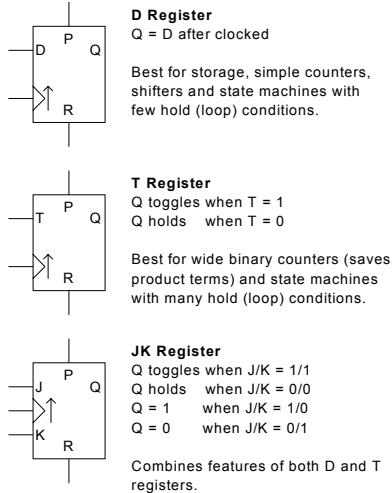 D Register
Q = D after clocked
P
D
Q
R
Best for storage, simple counters,
shifters and state machines with
few hold (loop) conditions.
T Register
Q toggles when T = 1
Q holds when T = 0
P
T
Q
R
Best for wide binary counters (saves
product terms) and state machines
with many hold (loop) conditions.
JK Register
Q toggles when J/K = 1/1
Q holds when J/K = 0/0
Q = 1 when J/K = 1/0
Q = 0 when J/K = 0/1
P
J
Q
K
R
Combines features of both D and T
registers.